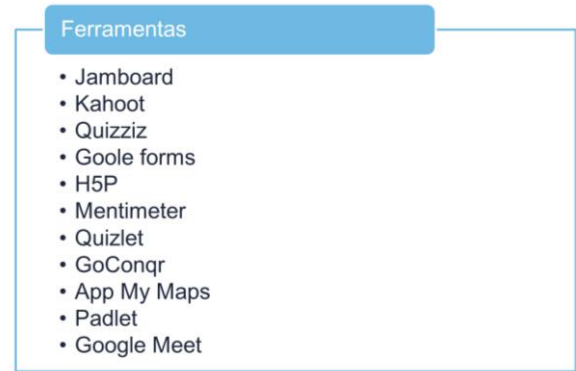 Ferramentas
• Jamboard
• Kahoot
• Quizziz
• Goole forms
• H5P
• Mentimeter
• Quizlet
• GoConqr
• App My Maps
• Padlet
• Google Meet